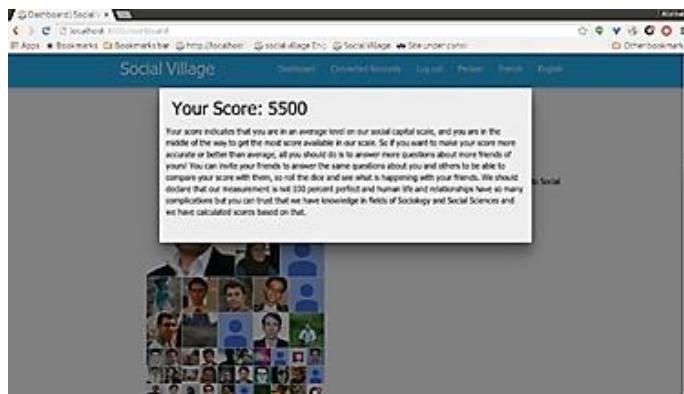 Dashboard | Social V
localhost
Apps Bookmarks Bookmarks bar http://localhost social village Eng Social Village Site under const Other bookmark
Social Village Dashboard Connected Accounts Log out Persian French English
Your Score: 5500
Your score indicates that you are in an average level on our social capital scale, and you are in the
middle of the way to get the most score available in our scale. So if you want to make your score more
accurate or better than average, all you should do is to answer more questions about more friends of
yours! You can invite your friends to answer the same questions about you and others to be able to
compare your score with them, so roll the dice and see what is happening with your friends. We should
declare that our measurement is not 100 percent perfect and human life and relationships have so many
complications but you can trust that we have knowledge in fields of Sociology and Social Sciences and
we have calculated scores based on that.
to Social